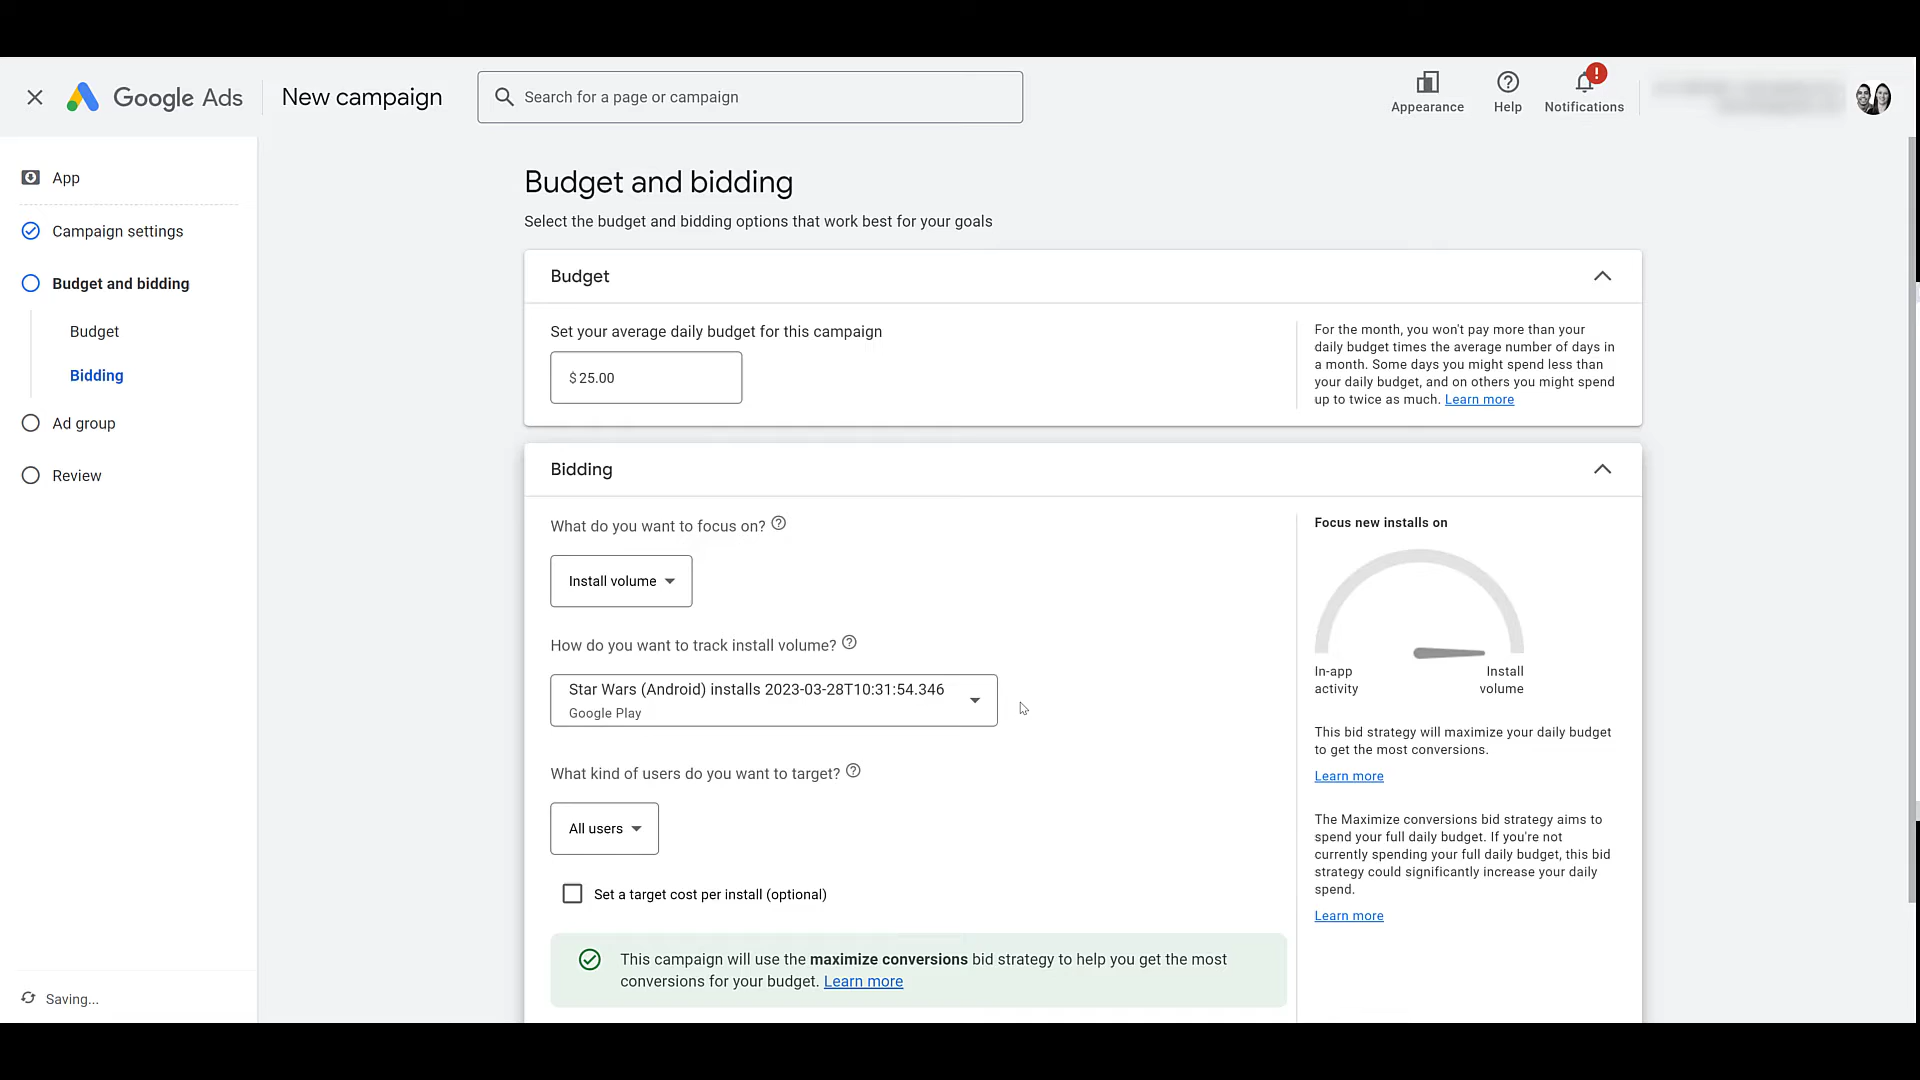 Google Ads
New campaign
Search for a page or campaign
Appearance
Help
!
Notifications
App
Campaign settings
Budget and bidding
Budget
Bidding
Ad group
Review
Saving...
Budget and bidding
Select the budget and bidding options that work best for your goals
Budget
Set your average daily budget for this campaign
$ 25.00
For the month, you won't pay more than your
daily budget times the average number of days in
a month. Some days you might spend less than
your daily budget, and on others you might spend
up to twice as much. Learn more
Bidding
What do you want to focus on? ?
Install volume
How do you want to track install volume? ?
Star Wars (Android) installs 2023-03-28T10:31:54.346
Google Play
What kind of users do you want to target? ?
All users
Set a target cost per install (optional)
This campaign will use the maximize conversions bid strategy to help you get the most
conversions for your budget. Learn more
Focus new installs on
In-app
activity
Install
volume
This bid strategy will maximize your daily budget
to get the most conversions.
Learn more
The Maximize conversions bid strategy aims to
spend your full daily budget. If you're not
currently spending your full daily budget, this bid
strategy could significantly increase your daily
spend.
Learn more